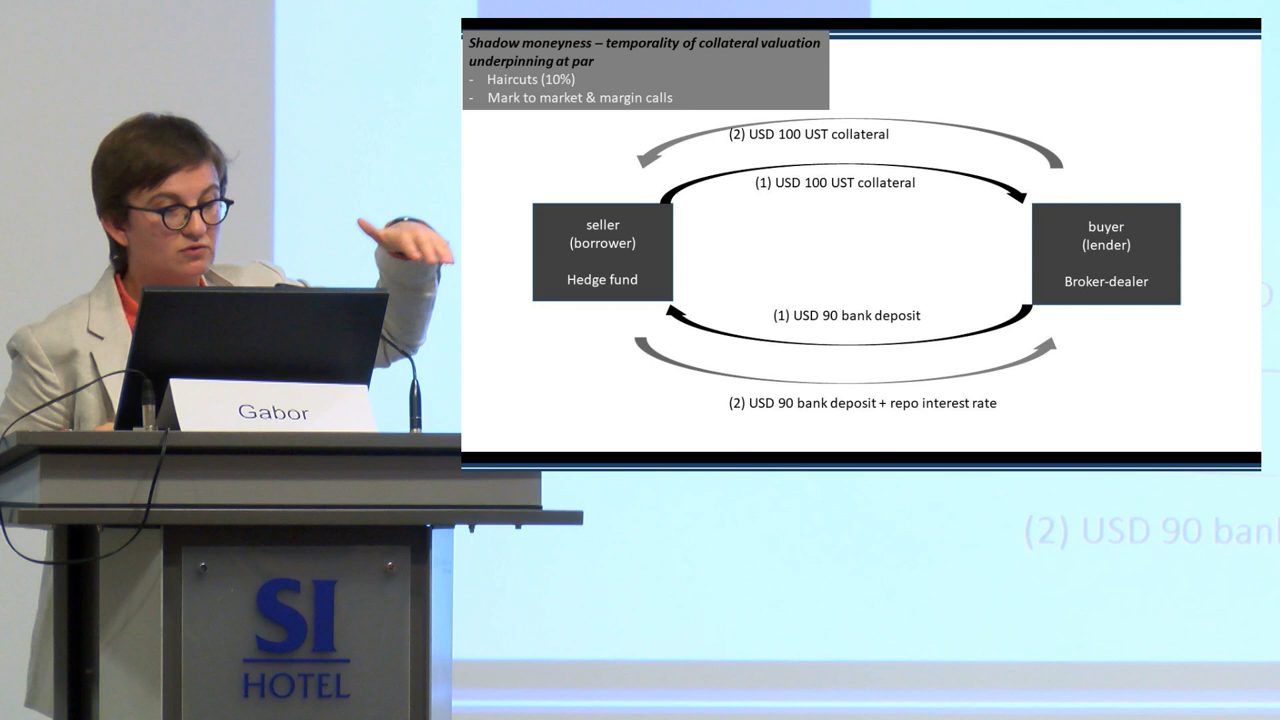 Shadow moneyness – temporality of collateral valuation
underpinning at par
- Haircuts (10%)
- Mark to market & margin calls
(2) USD 100 UST collateral
(1) USD 100 UST collateral
seller
(borrower)
Hedge fund
buyer
(lender)
Broker-dealer
(1) USD 90 bank deposit
(2) USD 90 bank deposit + repo interest rate
Gabor
(2) USD 90 ban
SI
HOTEL